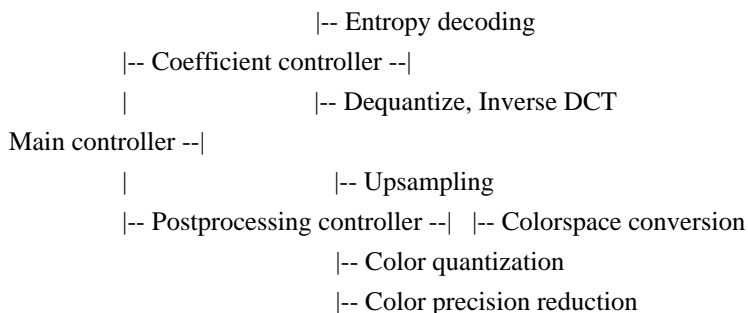 |-- Entropy decoding
|-- Coefficient controller --|
| |-- Dequantize, Inverse DCT
Main controller --|
| |-- Upsampling
|-- Postprocessing controller --| |-- Colorspace conversion
|-- Color quantization
|-- Color precision reduction